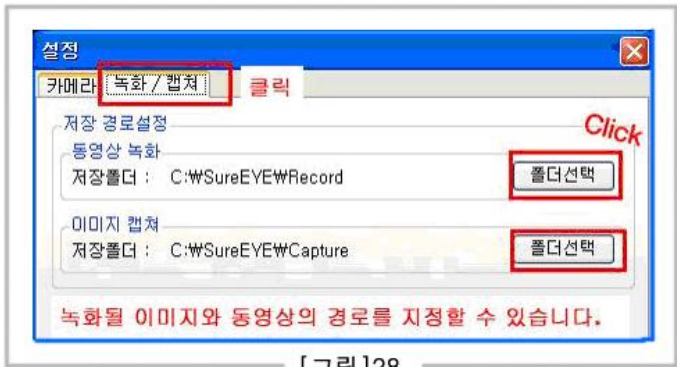 설정
카메라 녹화 / 캡쳐 클릭
저장 경로설정
Click
동영상 녹화
저장폴더 : C:₩SureEYE₩Record 폴더선택
이미지 캡쳐
저장폴더 : C:₩SureEYE₩Capture 폴더선택
녹화될 이미지와 동영상의 경로를 지정할 수 있습니다.
[그림]28